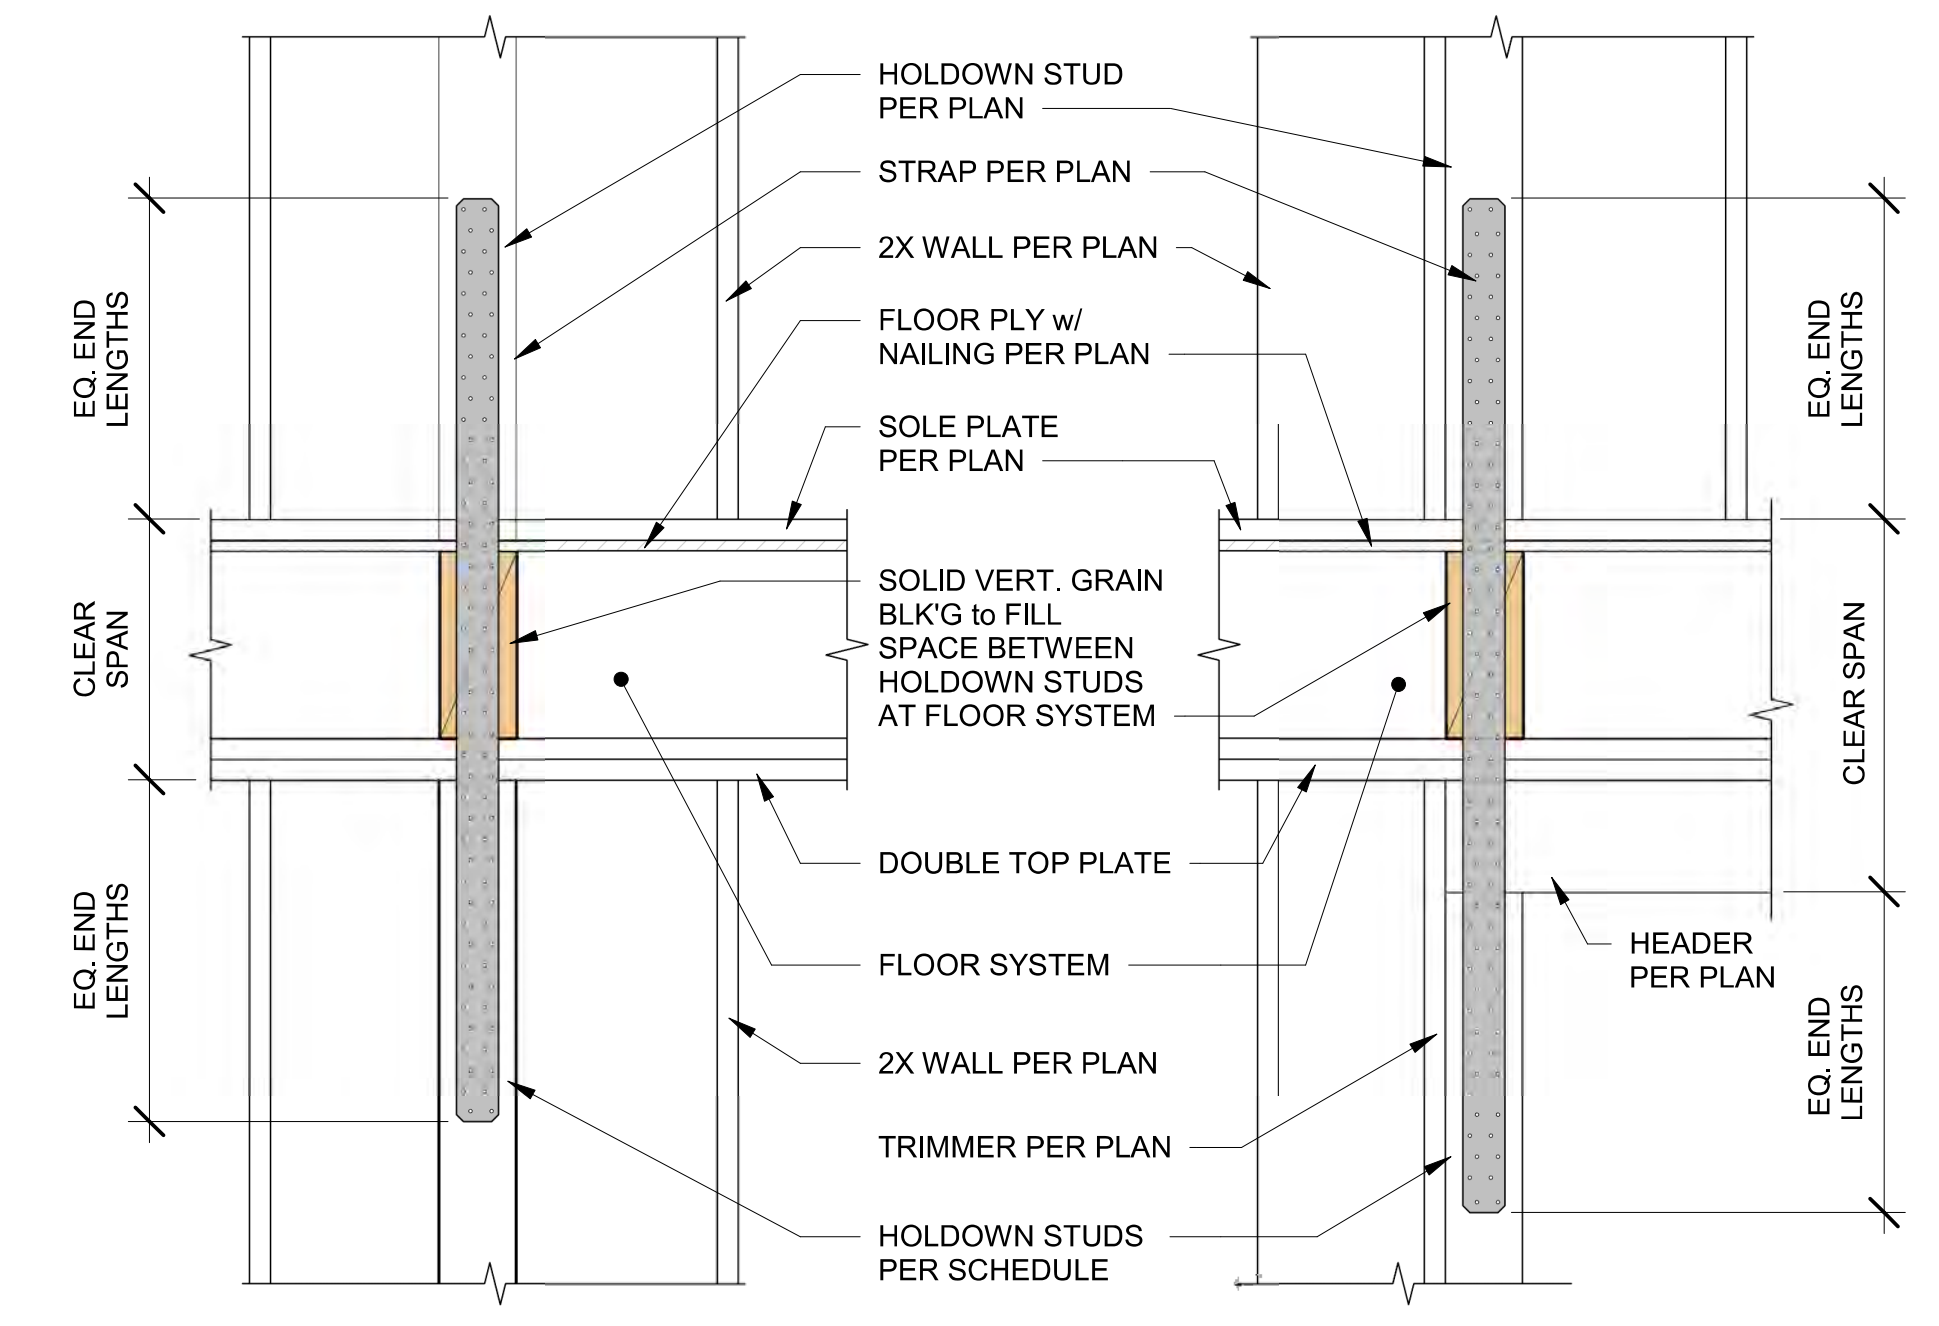 HOLDOWN STUD
PER PLAN
STRAP PER PLAN
2X WALL PER PLAN
FLOOR PLY w/
NAILING PER PLAN
SOLE PLATE
PER PLAN
SOLID VERT. GRAIN
BLK'G to FILL
SPACE BETWEEN
HOLDOWN STUDS
AT FLOOR SYSTEM
DOUBLE TOP PLATE
FLOOR SYSTEM
2X WALL PER PLAN
TRIMMER PER PLAN
HOLDOWN STUDS
PER SCHEDULE
EQ. END
LENGTHS
CLEAR
SPAN
EQ. END
LENGTHS
EQ. END
LENGTHS
CLEAR SPAN
HEADER
PER PLAN
EQ. END
LENGTHS